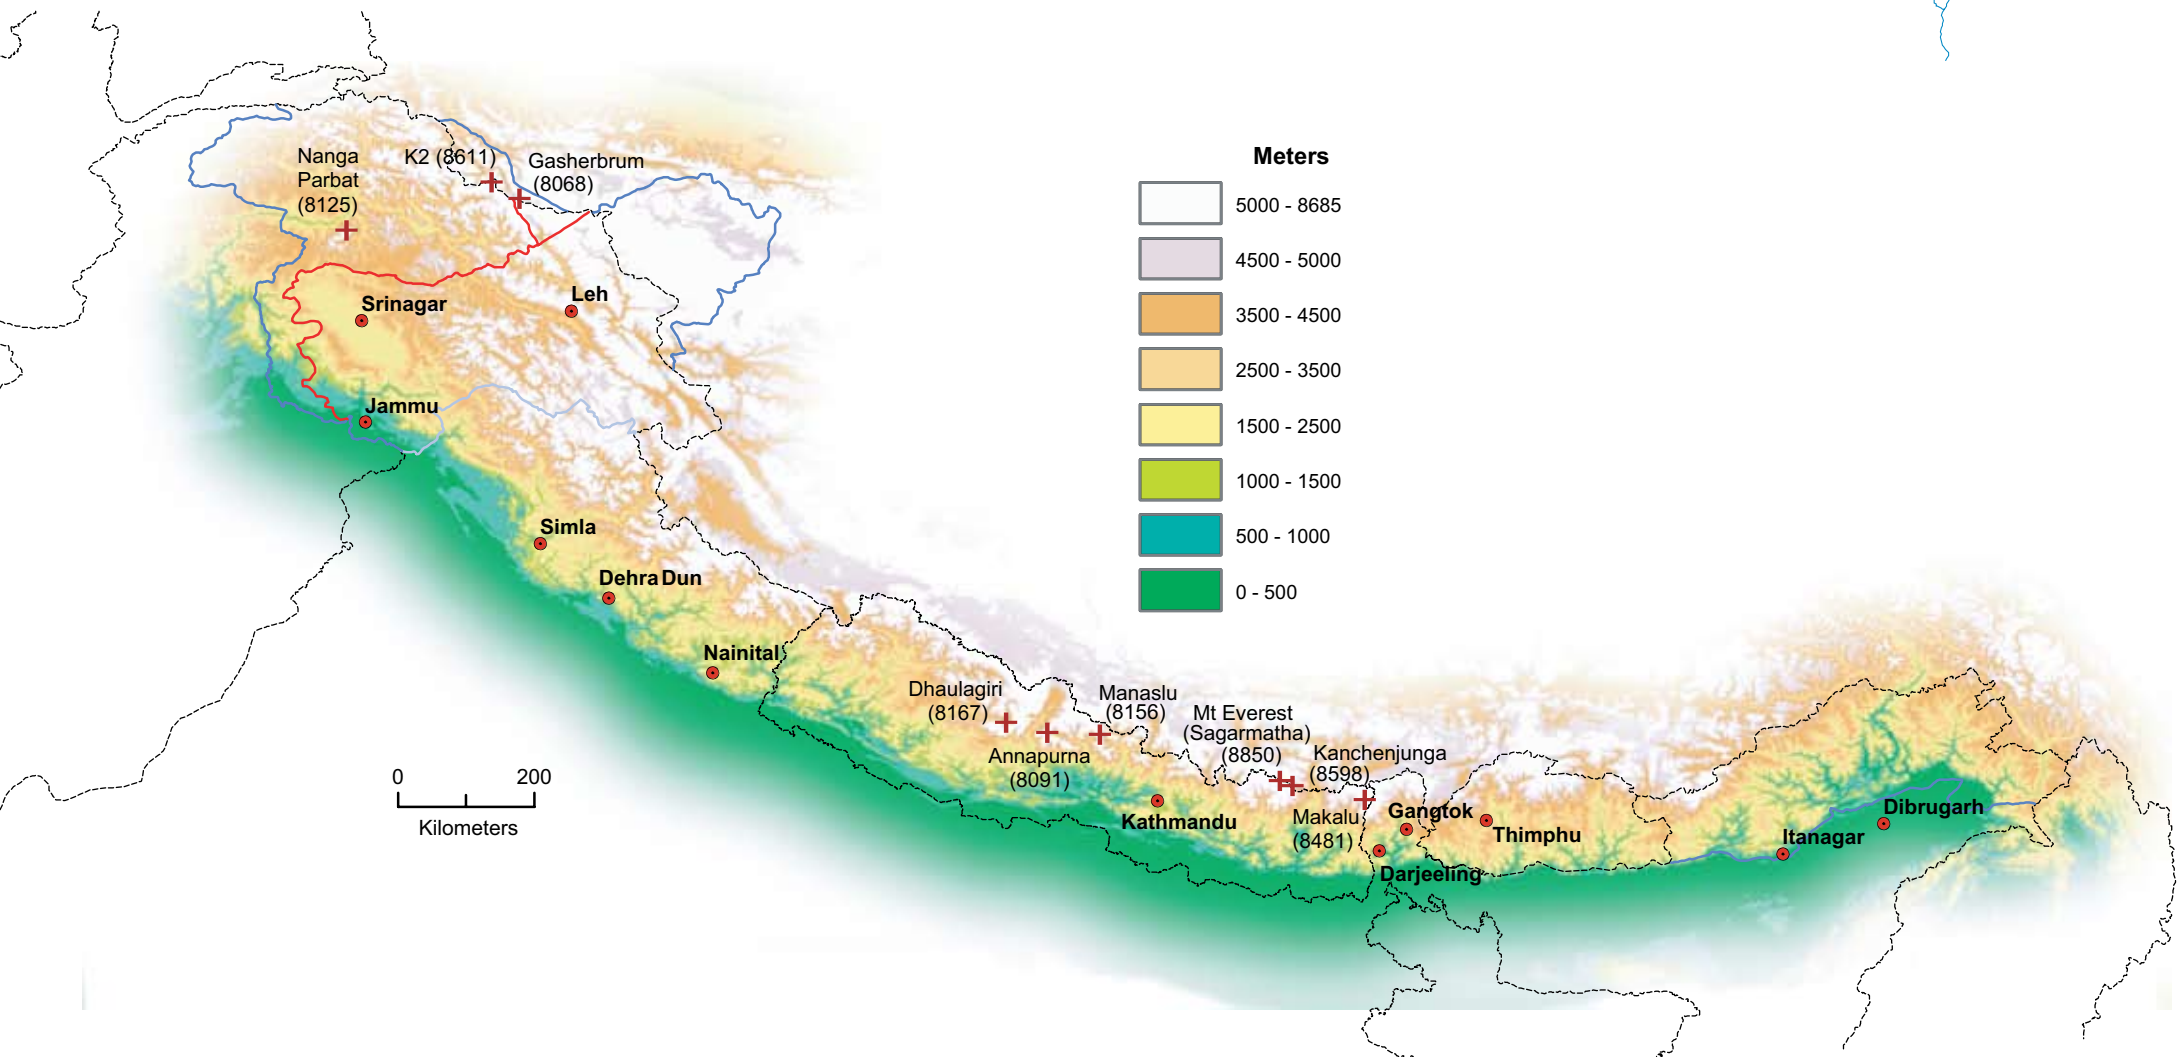 Nanga
Parbat
(8125)
K2 (8611)
Gasherbrum
(8068)
Srinagar
Leh
Jammu
Simla
Dehra Dun
Nainital
Dhaulagiri
(8167)
Annapurna
(8091)
Manaslu
(8156)
Mt Everest
(Sagarmatha)
(8850)
Kanchenjunga
(8598)
Makalu
(8481)
Kathmandu
Gangtok
Thimphu
Darjeeling
Itanagar
Dibrugarh
Meters
5000 - 8685
4500 - 5000
3500 - 4500
2500 - 3500
1500 - 2500
1000 - 1500
500 - 1000
0 - 500
0 200
Kilometers